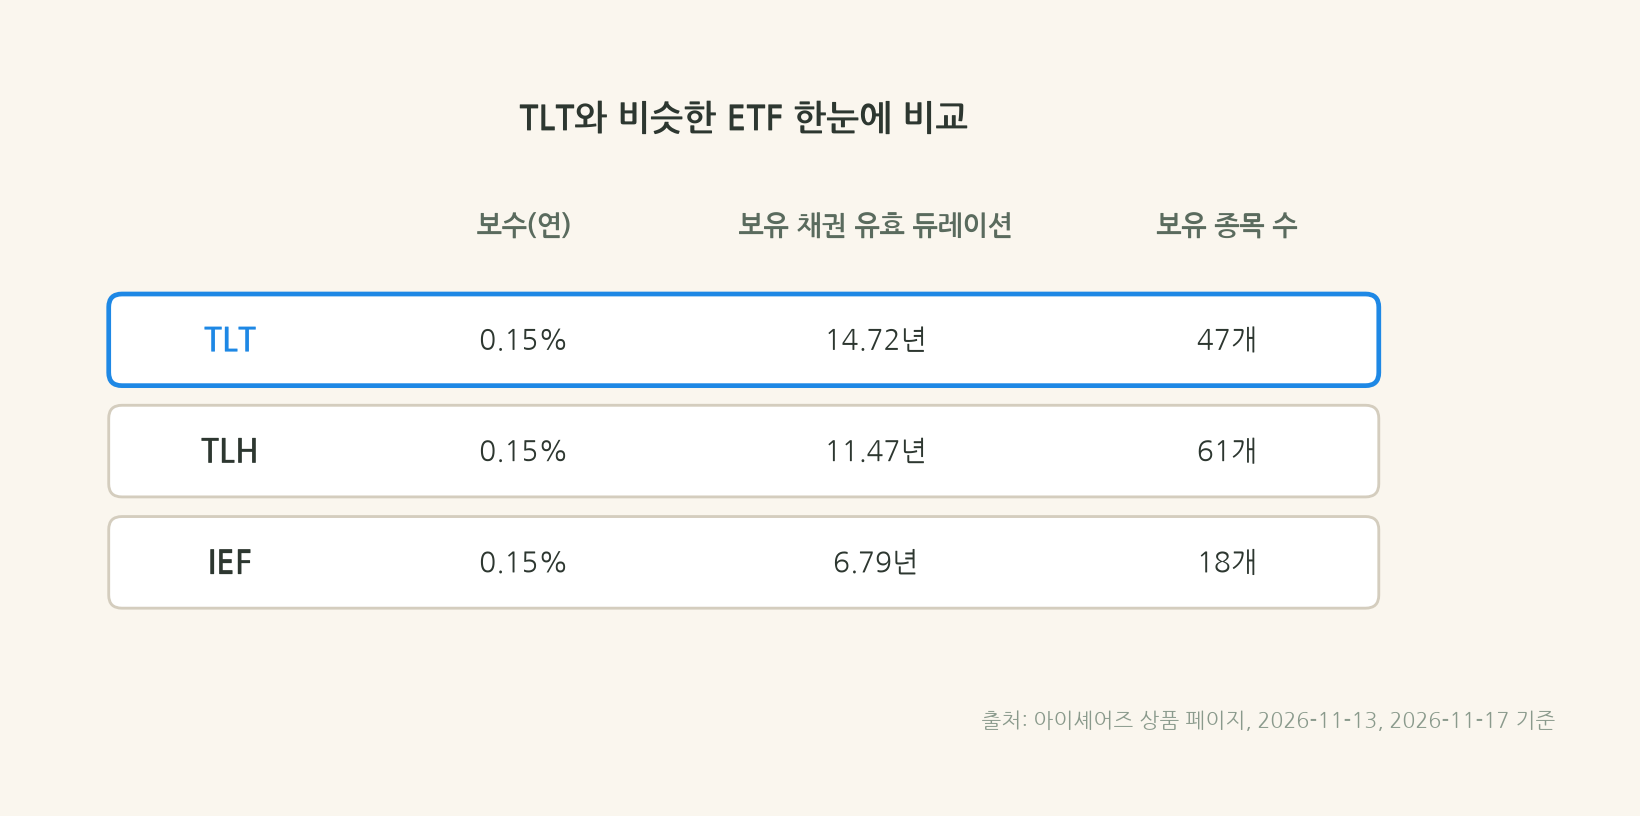 TLT와 비슷한 ETF 한눈에 비교
보수(연) 보유 채권 유효 듀레이션 보유 종목 수
TLT 0.15% 14.72년 47개
TLH 0.15% 11.47년 61개
IEF 0.15% 6.79년 18개
출처: 아이셰어즈 상품 페이지, 2026-11-13, 2026-11-17 기준